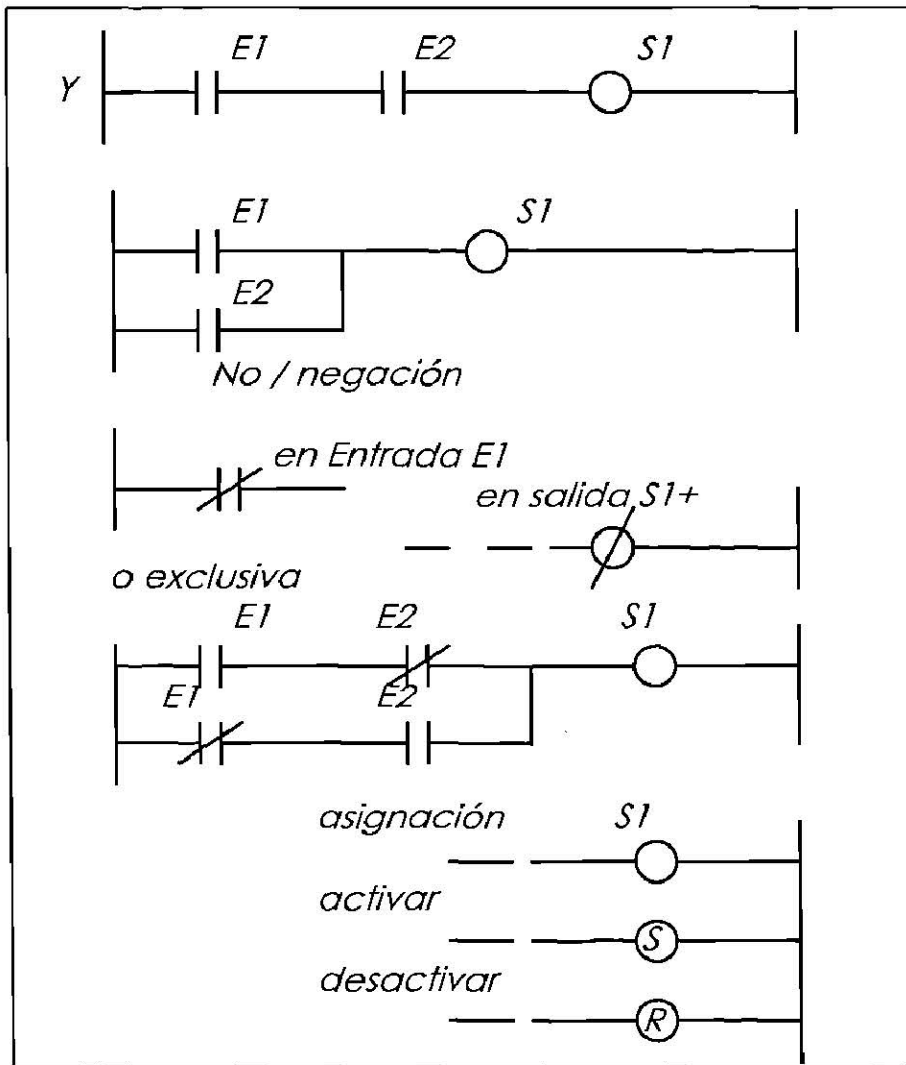 E1 E2 S1
Y
E1 S1
E2
No / negación
en Entrada E1
en salida S1+
o exclusiva
E1 E2 S1
E1 E2
asignación S1
activar
S
desactivar
R